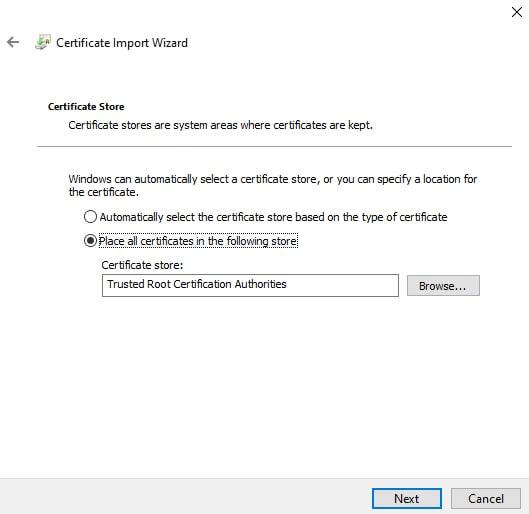 Certificate Import Wizard
Certificate Store
Certificate stores are system areas where certificates are kept.
Windows can automatically select a certificate store, or you can specify a location for
the certificate.
Automatically select the certificate store based on the type of certificate
Place all certificates in the following store
Certificate store:
Trusted Root Certification Authorities
Browse...
Next
Cancel